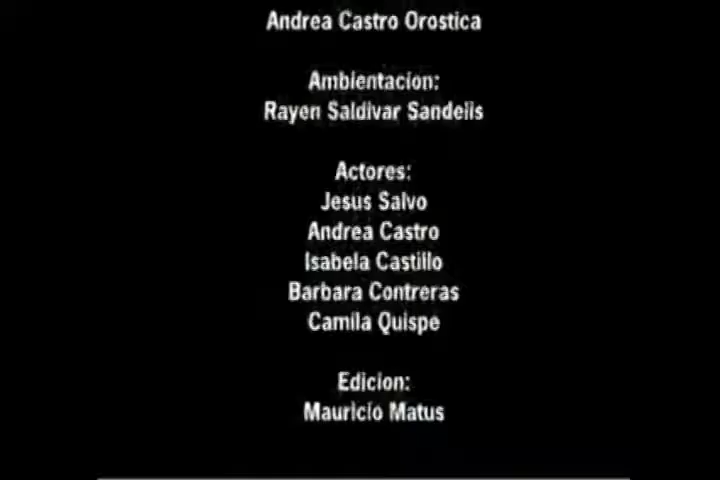 Andrea Castro Orostica
Ambientacion:
Rayen Saldivar Sandelis
Actores:
Jesus Salvo
Andrea Castro
Isabela Castillo
Barbara Contreras
Camila Quispe
Edicion:
Mauricio Matus